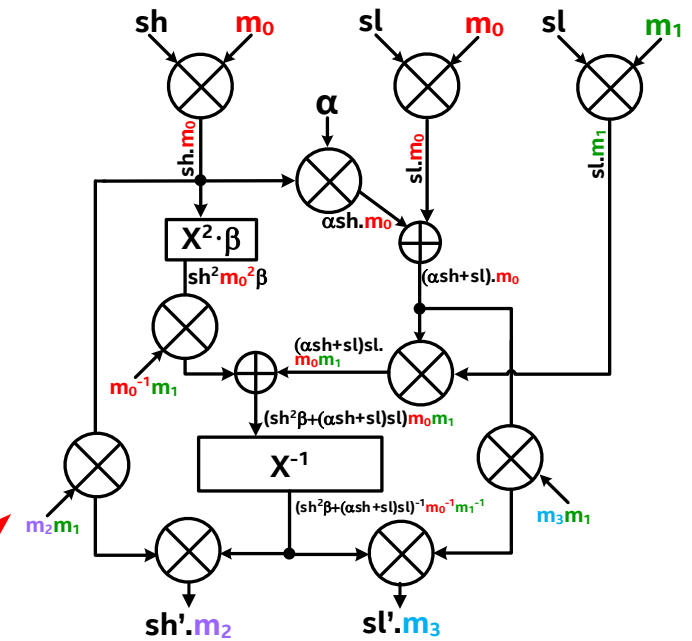 sh m₀ sl m₀ sl m₁
sh.m₀
sl.m₀
sl.m₁
α
αsh.m₀
X²·β
sh²m₀²β
(αsh+sl).m₀
(αsh+sl)sl.
m₀m₁
m₀⁻¹m₁
(sh²β+(αsh+sl)sl)m₀m₁
X⁻¹
(sh²β+(αsh+sl)sl)⁻¹m₀⁻¹m₁⁻¹
m₂m₁
m₃m₁
sh'.m₂
sl'.m₃